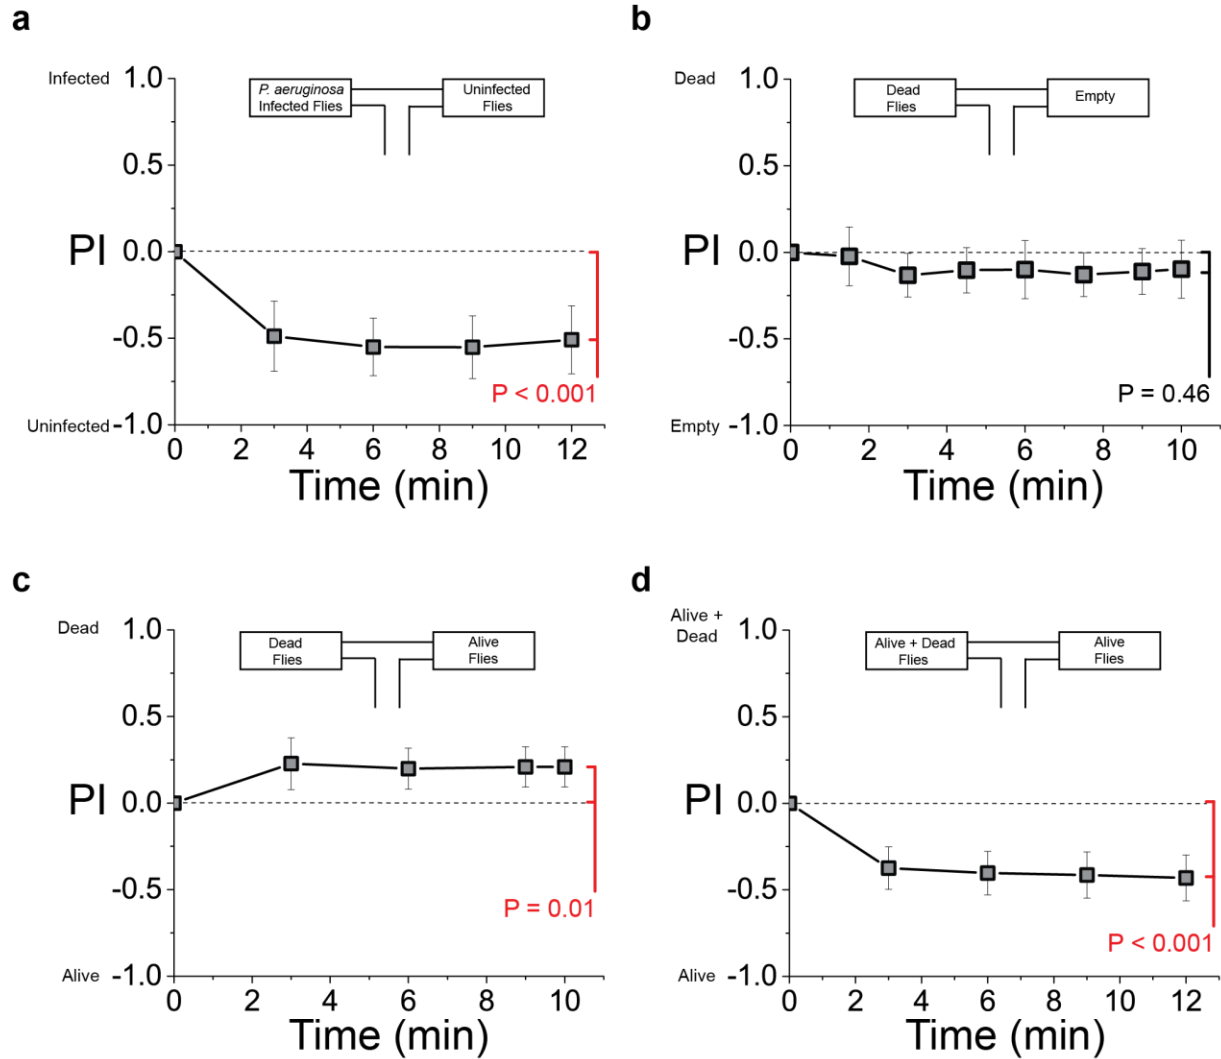 a
Infected
1.0
P. aeruginosa
Infected Flies
Uninfected
Flies
0.5
PI
0.0
-0.5
P < 0.001
Uninfected
-1.0
0 2 4 6 8 10 12
Time (min)
b
Dead
1.0
Dead
Flies
Empty
0.5
PI
0.0
-0.5
P = 0.46
Empty
-1.0
0 2 4 6 8 10
Time (min)
c
Dead
1.0
Dead
Flies
Alive
Flies
0.5
PI
0.0
-0.5
P = 0.01
Alive
-1.0
0 2 4 6 8 10
Time (min)
d
Alive +
Dead
1.0
Alive + Dead
Flies
Alive
Flies
0.5
PI
0.0
-0.5
P < 0.001
Alive
-1.0
0 2 4 6 8 10 12
Time (min)